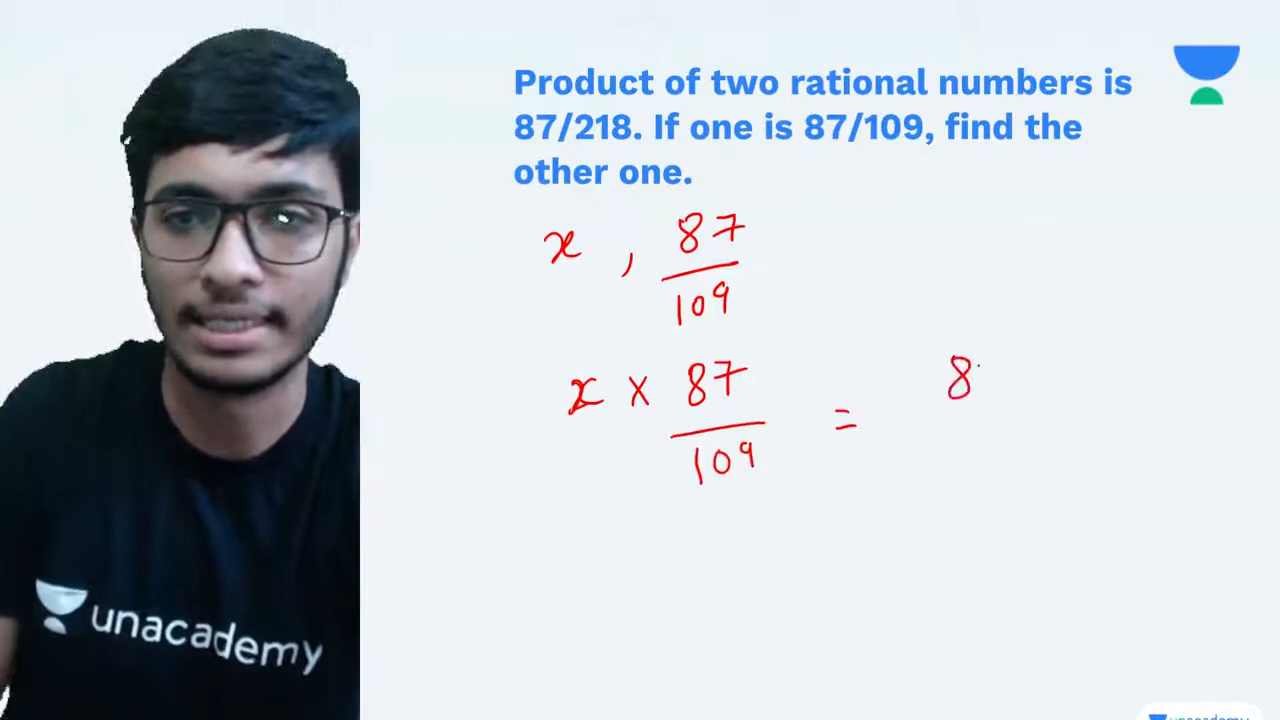 Product of two rational numbers is
87/218. If one is 87/109, find the
other one.
x , 87
109
x × 87
= 8
109
unacademy
unacademy